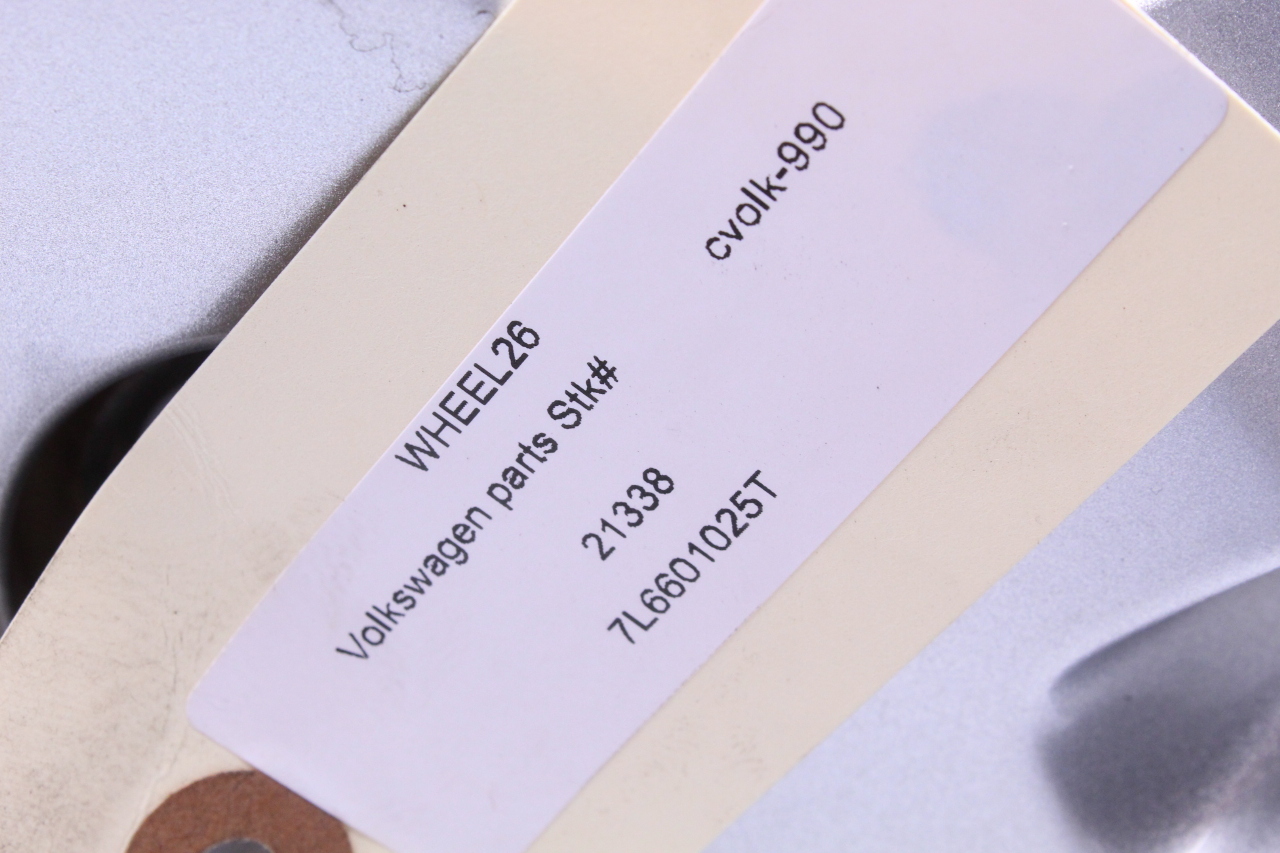 WHEEL26
cvolk-990
Volkswagen parts Stk#
21338
7L6601025T